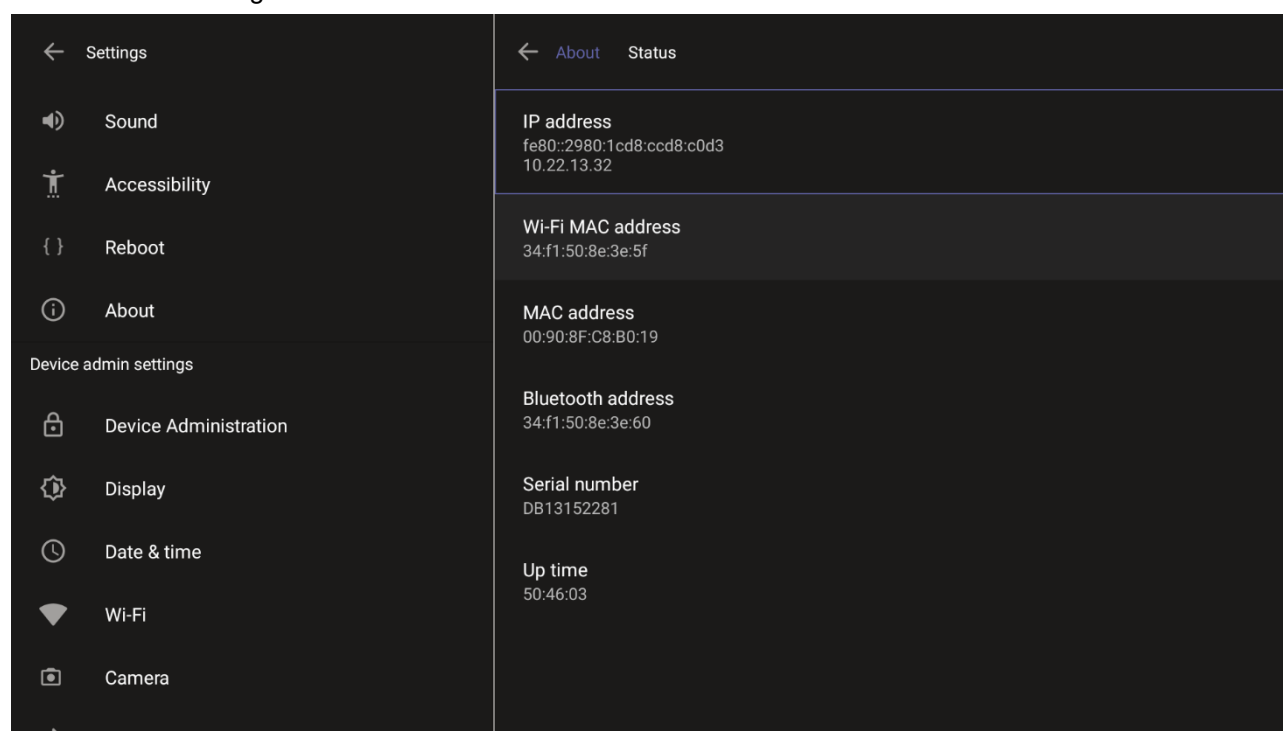 Settings
Sound
Accessibility
{ } Reboot
About
Device admin settings
Device Administration
Display
Date & time
Wi-Fi
Camera
About Status
IP address
fe80::2980:1cd8:ccd8:c0d3
10.22.13.32
Wi-Fi MAC address
34:f1:50:8e:3e:5f
MAC address
00:90:8F:C8:B0:19
Bluetooth address
34:f1:50:8e:3e:60
Serial number
DB13152281
Up time
50:46:03